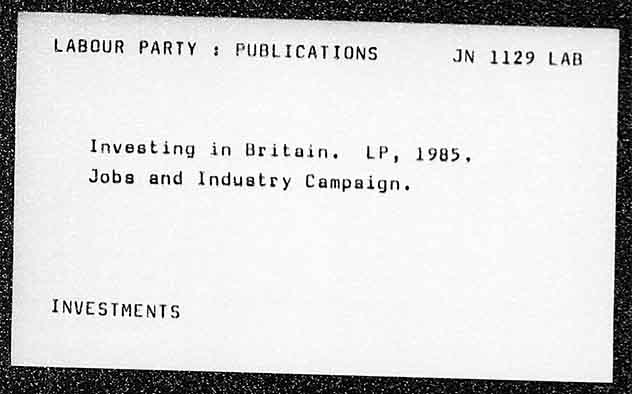 LABOUR PARTY : PUBLICATIONS JN 1129 LAB
Investing in Britain. LP, 1985.
Jobs and Industry Campaign.
INVESTMENTS